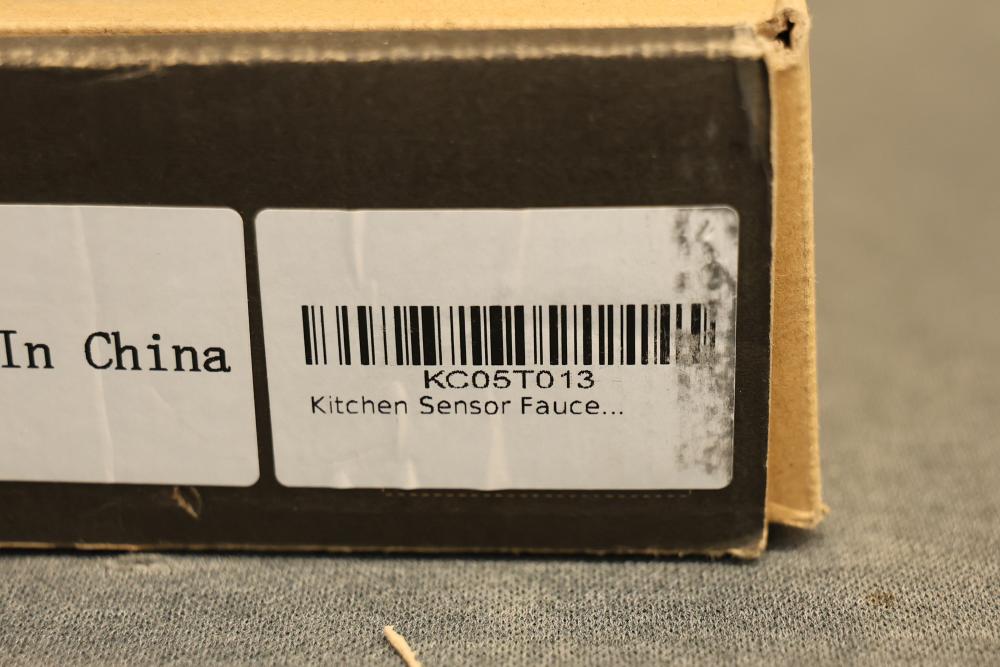 In China
KC05T013
Kitchen Sensor Fauce...